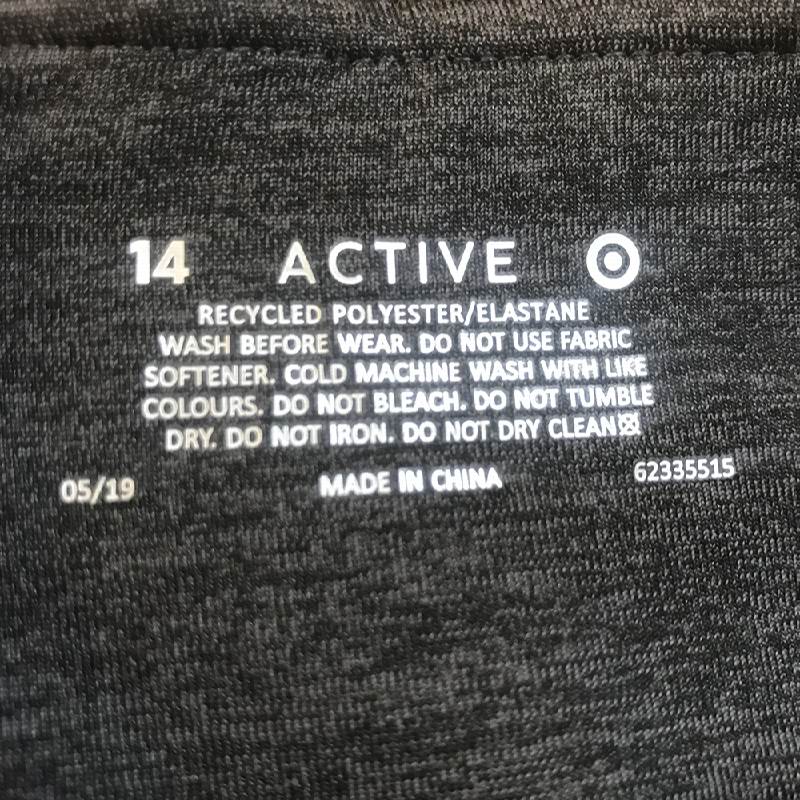 14 ACTIVE
RECYCLED POLYESTER/ELASTANE
WASH BEFORE WEAR. DO NOT USE FABRIC
SOFTENER. COLD MACHINE WASH WITH LIKE
COLOURS. DO NOT BLEACH. DO NOT TUMBLE
DRY. DO NOT IRON. DO NOT DRY CLEAN
05/19 MADE IN CHINA 62335515